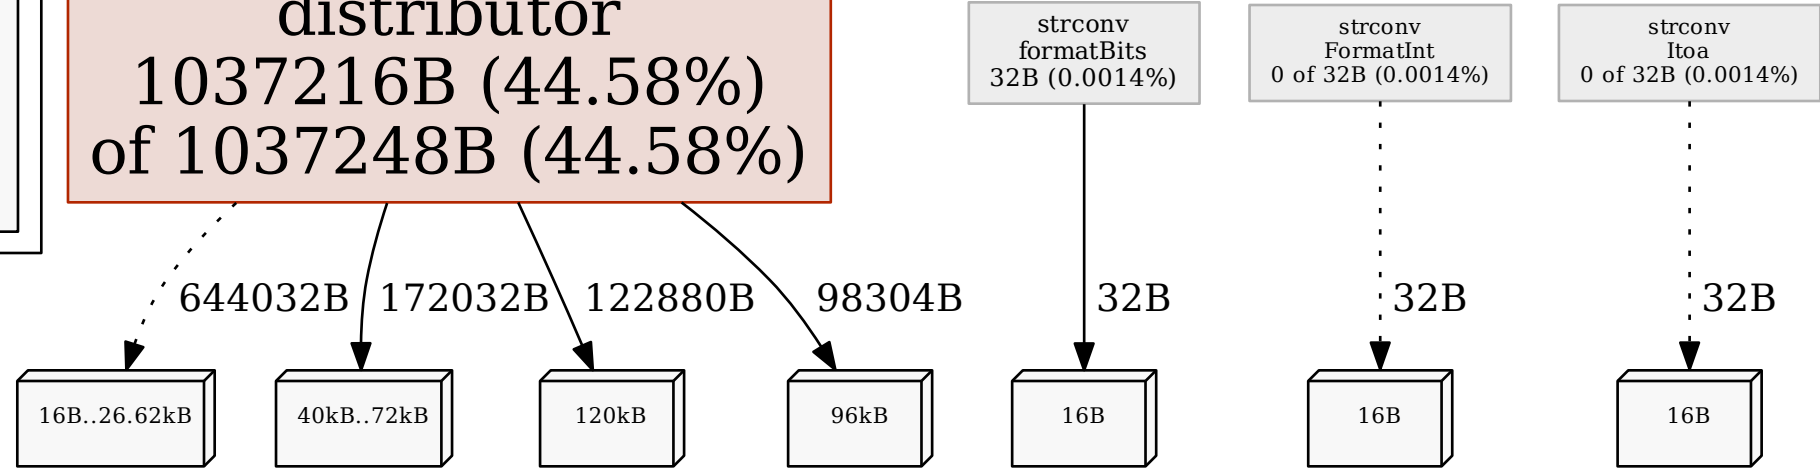 distributor
1037216B (44.58%)
of 1037248B (44.58%)
strconv
formatBits
32B (0.0014%)
strconv
FormatInt
0 of 32B (0.0014%)
strconv
Itoa
0 of 32B (0.0014%)
644032B
172032B
122880B
98304B
32B
32B
32B
16B..26.62kB
40kB..72kB
120kB
96kB
16B
16B
16B